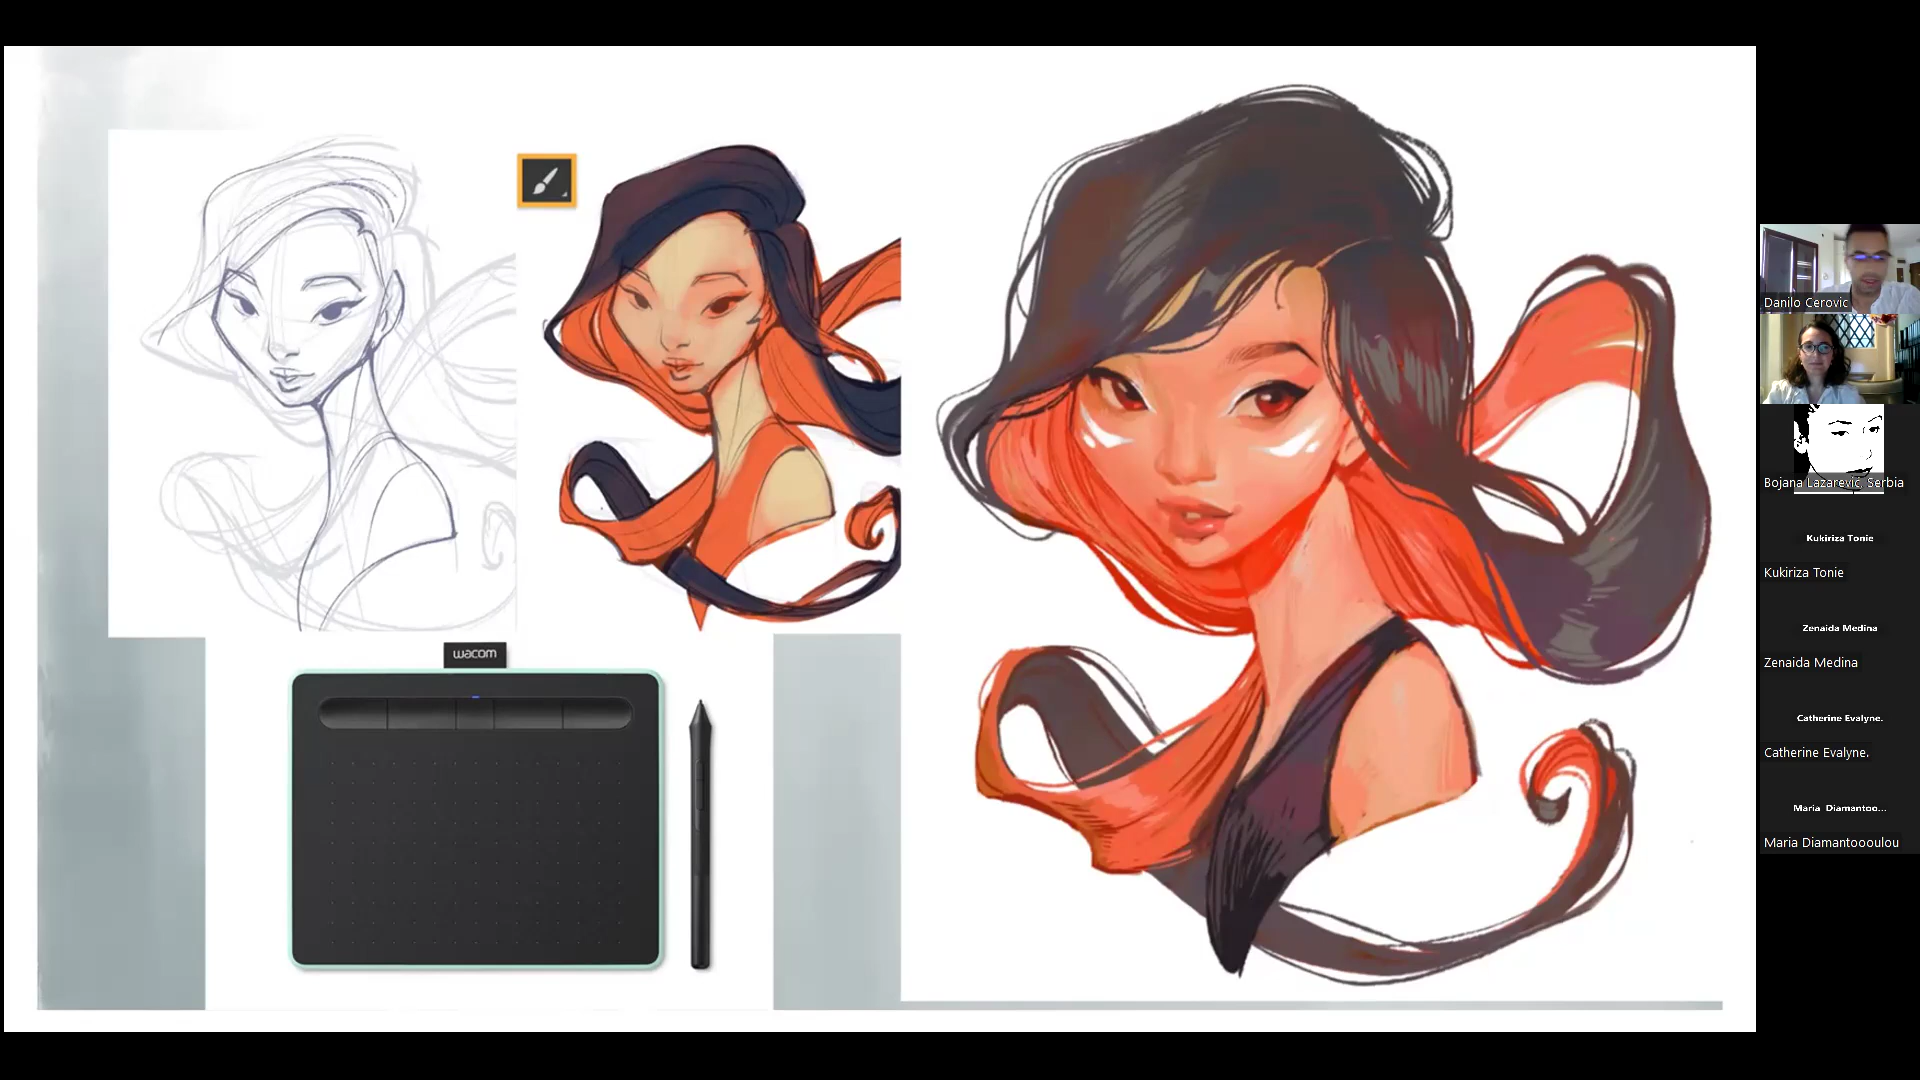 wacom
Danilo Cerovic
Bojana Lazarević, Serbia
Kukiriza Tonie
Kukiriza Tonie
Zenaida Medina
Zenaida Medina
Catherine Evalyne.
Catherine Evalyne.
Maria Diamantoo...
Maria Diamantoooulou